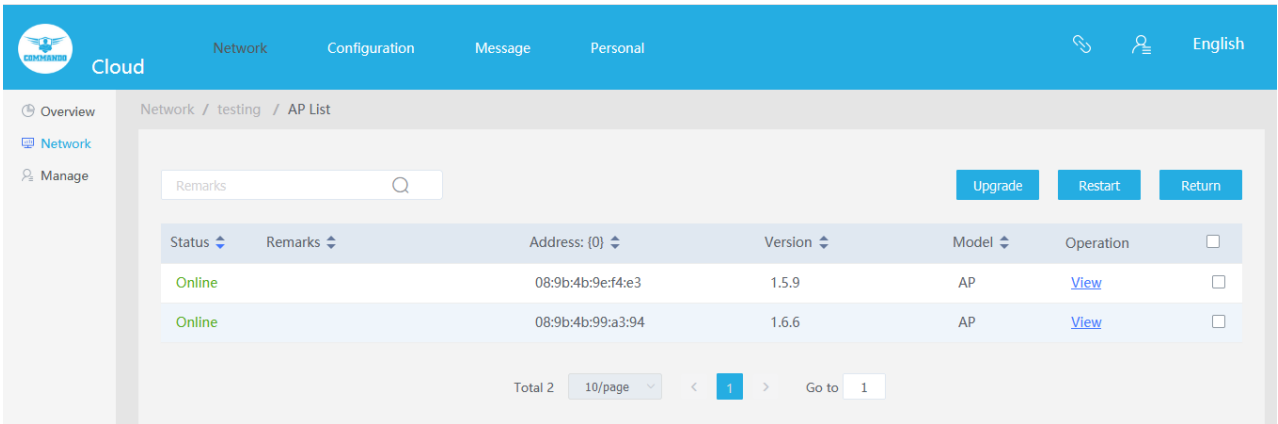 COMMANDO
Cloud
Network Configuration Message Personal English
Overview
Network
Manage
Network / testing / AP List
Remarks Upgrade Restart Return
Status Remarks Address: {0} Version Model Operation
Online 08:9b:4b:9e:f4:e3 1.5.9 AP View
Online 08:9b:4b:99:a3:94 1.6.6 AP View
Total 2 10/page < 1 > Go to 1